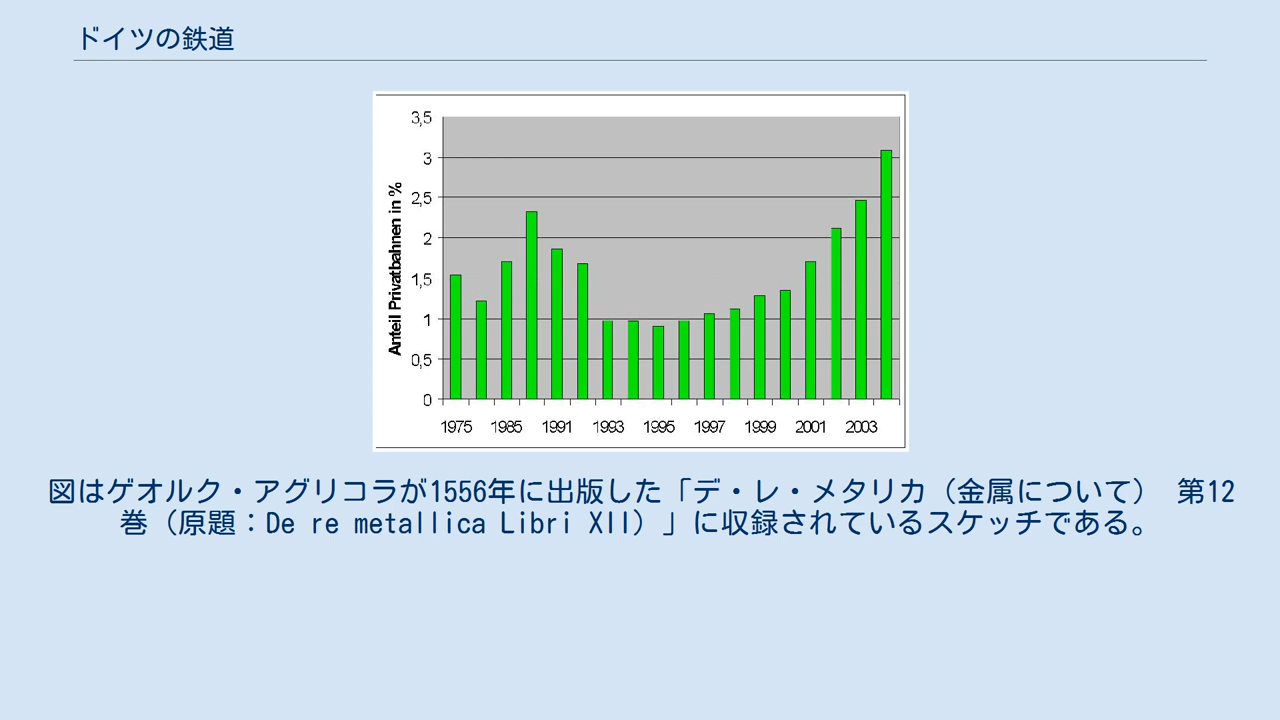 ドイツの鉄道
3,5
3
2,5
2
1,5
1
0,5
0
Anteil Privatbahnen in %
1975 1985 1991 1993 1995 1997 1999 2001 2003
図はゲオルク・アグリコラが1556年に出版した「デ・レ・メタリカ（金属について） 第12
巻（原題：De re metallica Libri XII）」に収録されているスケッチである。